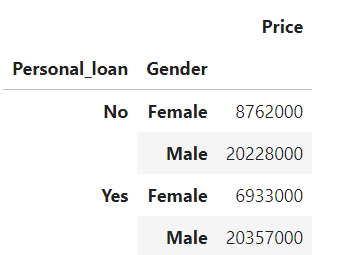 Price
Personal_loan Gender
No Female 8762000
Male 20228000
Yes Female 6933000
Male 20357000